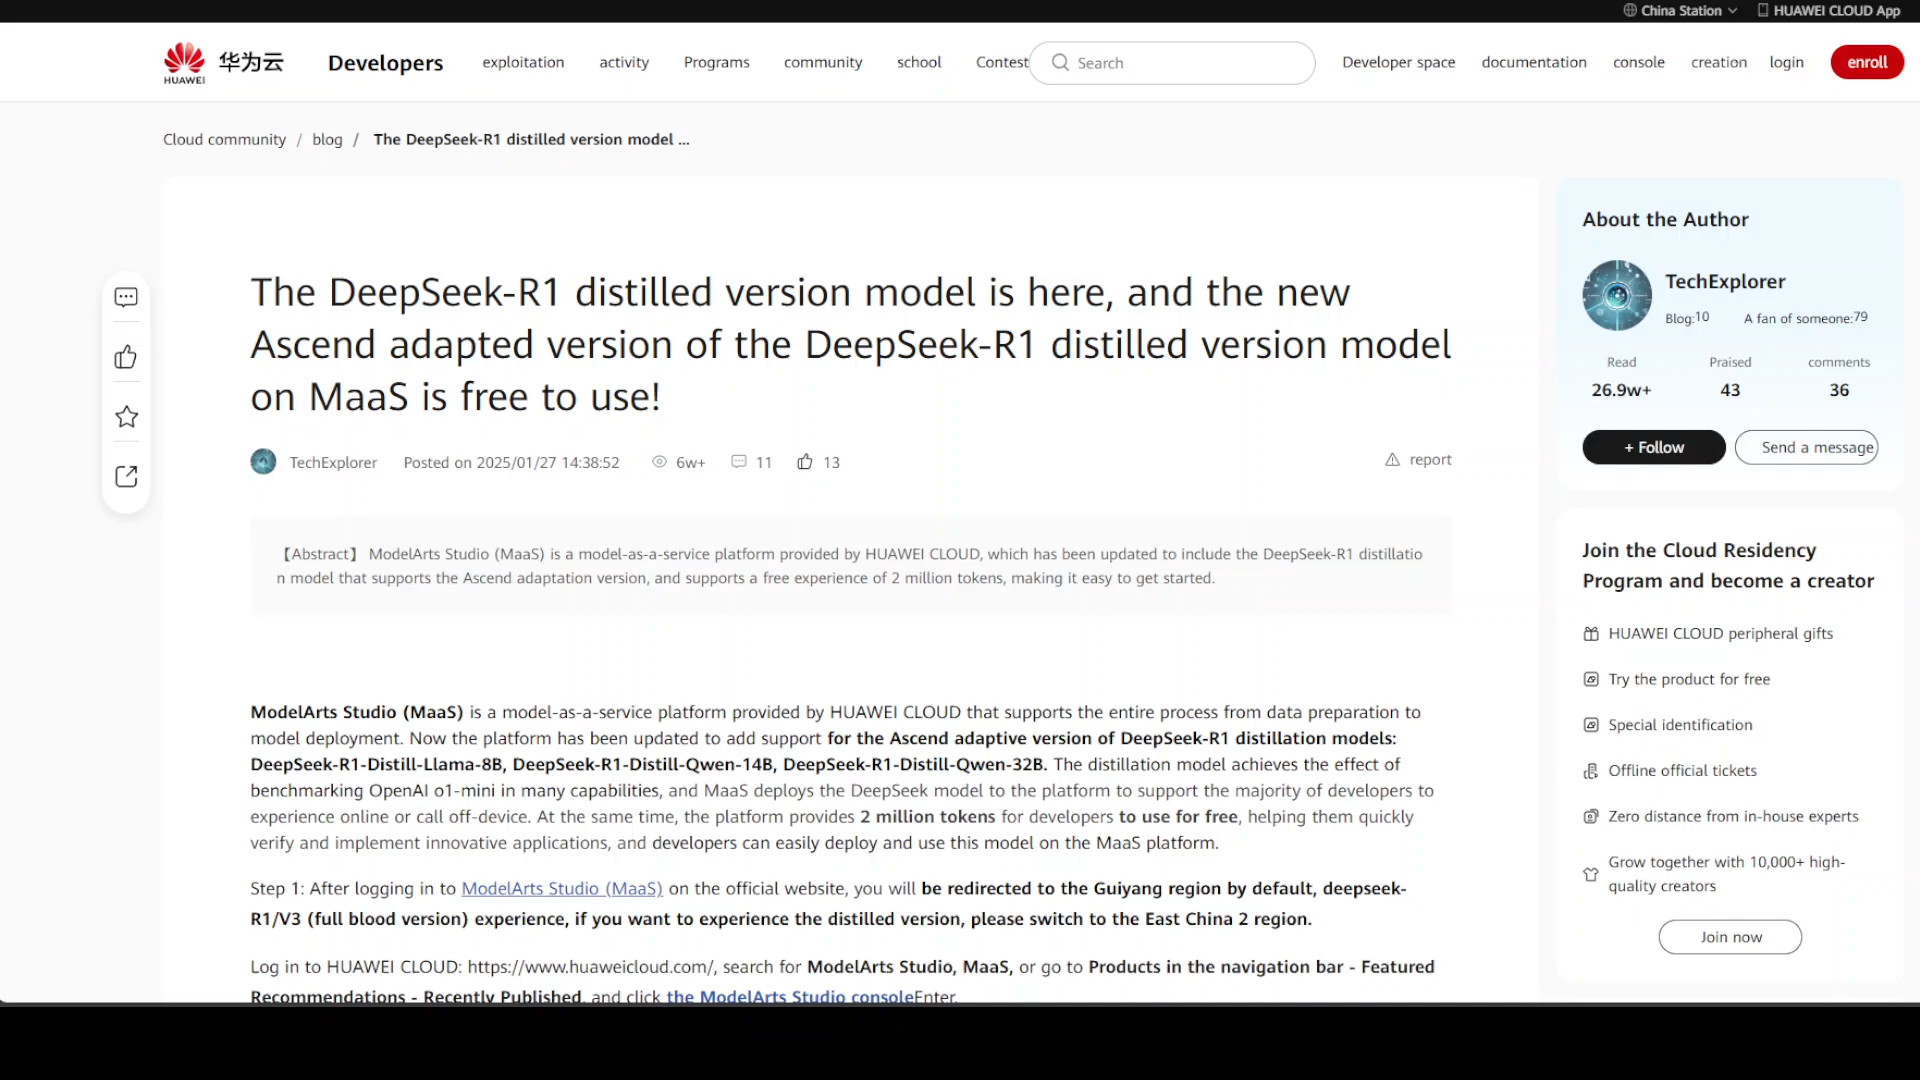 China Station
HUAWEI CLOUD App
HUAWEI
华为云
Developers
exploitation
activity
Programs
community
school
Contest
Search
Developer space
documentation
console
creation
login
enroll
Cloud community / blog / The DeepSeek-R1 distilled version model ...
The DeepSeek-R1 distilled version model is here, and the new
Ascend adapted version of the DeepSeek-R1 distilled version model
on MaaS is free to use!
TechExplorer Posted on 2025/01/27 14:38:52 6w+ 11 13
report
【Abstract】 ModelArts Studio (MaaS) is a model-as-a-service platform provided by HUAWEI CLOUD, which has been updated to include the DeepSeek-R1 distillatio
n model that supports the Ascend adaptation version, and supports a free experience of 2 million tokens, making it easy to get started.
ModelArts Studio (MaaS) is a model-as-a-service platform provided by HUAWEI CLOUD that supports the entire process from data preparation to
model deployment. Now the platform has been updated to add support for the Ascend adaptive version of DeepSeek-R1 distillation models:
DeepSeek-R1-Distill-Llama-8B, DeepSeek-R1-Distill-Qwen-14B, DeepSeek-R1-Distill-Qwen-32B. The distillation model achieves the effect of
benchmarking OpenAI o1-mini in many capabilities, and MaaS deploys the DeepSeek model to the platform to support the majority of developers to
experience online or call off-device. At the same time, the platform provides 2 million tokens for developers to use for free, helping them quickly
verify and implement innovative applications, and developers can easily deploy and use this model on the MaaS platform.
Step 1: After logging in to ModelArts Studio (MaaS) on the official website, you will be redirected to the Guiyang region by default, deepseek-
R1/V3 (full blood version) experience, if you want to experience the distilled version, please switch to the East China 2 region.
Log in to HUAWEI CLOUD: https://www.huaweicloud.com/, search for ModelArts Studio, MaaS, or go to Products in the navigation bar - Featured
Recommendations - Recently Published, and click the ModelArts Studio consoleEnter.
About the Author
TechExplorer
Blog:10 A fan of someone:79
Read Praised comments
26.9w+ 43 36
+ Follow
Send a message
Join the Cloud Residency
Program and become a creator
HUAWEI CLOUD peripheral gifts
Try the product for free
Special identification
Offline official tickets
Zero distance from in-house experts
Grow together with 10,000+ high-
quality creators
Join now